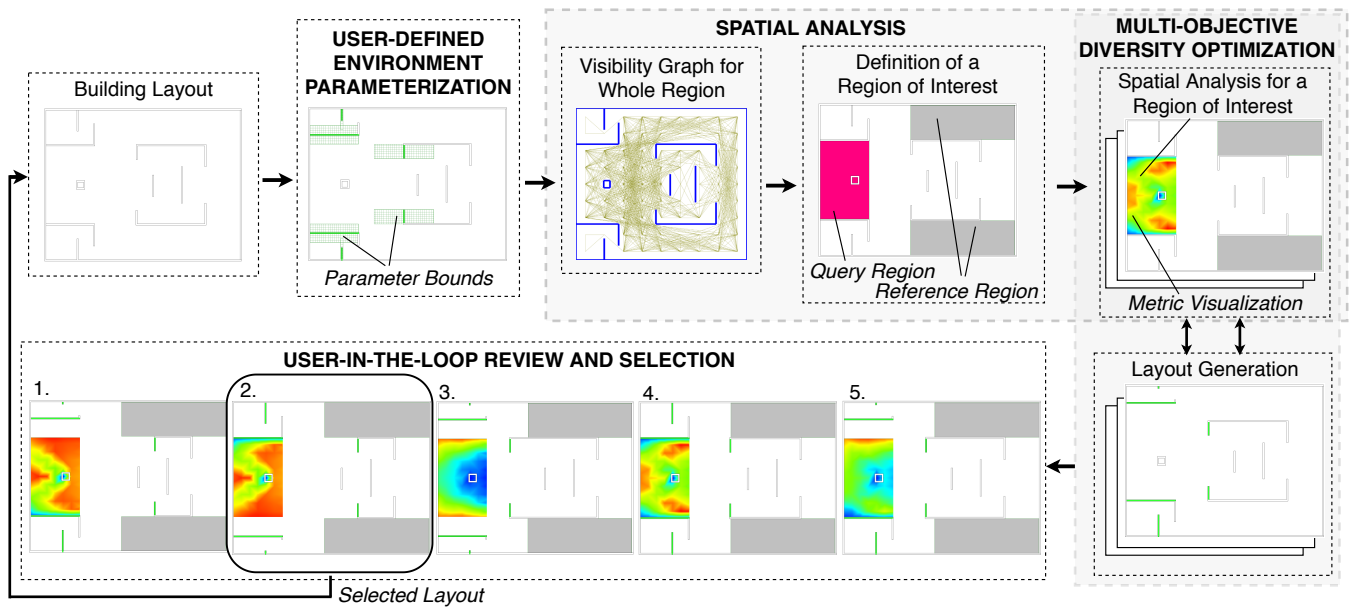 Building Layout
USER-DEFINED
ENVIRONMENT
PARAMETERIZATION
Parameter Bounds
SPATIAL ANALYSIS
Visibility Graph for
Whole Region
Definition of a
Region of Interest
Query Region
Reference Region
MULTI-OBJECTIVE
DIVERSITY OPTIMIZATION
Spatial Analysis for a
Region of Interest
Metric Visualization
Layout Generation
USER-IN-THE-LOOP REVIEW AND SELECTION
1.
2.
3.
4.
5.
Selected Layout